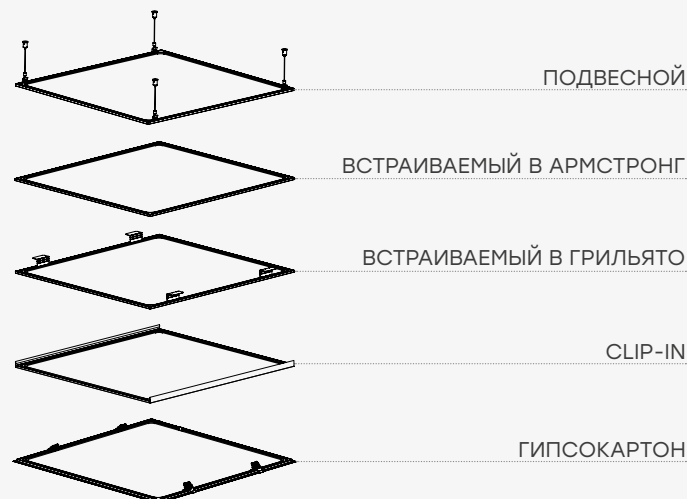 ПОДВЕСНОЙ
ВСТРАИВАЕМЫЙ В АРМСТРОНГ
ВСТРАИВАЕМЫЙ В ГРИЛЬЯТО
CLIP-IN
ГИПСОКАРТОН